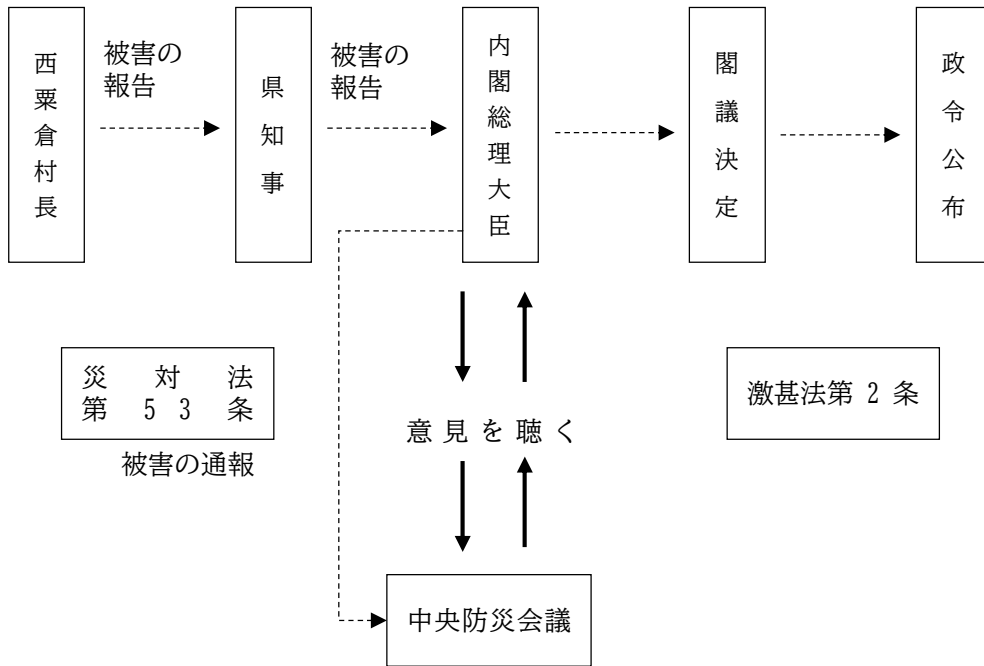 西粟倉村長
被害の
報告
県知事
被害の
報告
内閣総理大臣
閣議決定
政令公布
災対法
第53条
被害の通報
意見を聴く
激甚法第2条
中央防災会議